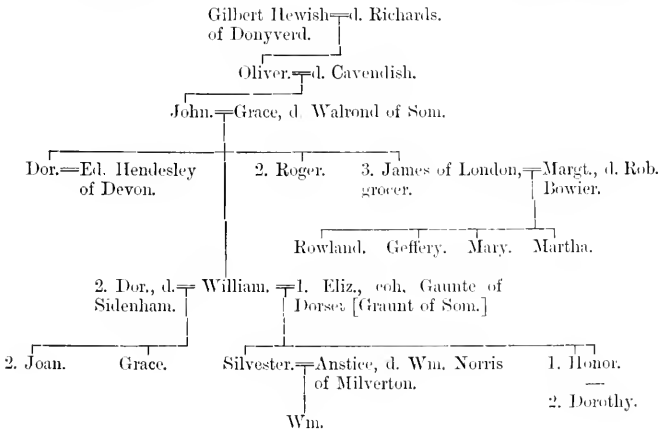 Gilbert Hewish=d. Richards.
of Donyverd.
Oliver.=d. Cavendish.
John.=Grace, d. Walrond of Som.
Dor.=Ed. Hendesley
of Devon.
2. Roger.
3. James of London,=Margt., d. Rob.
grocer. Bowier.
Rowland. Geffery. Mary. Martha.
2. Dor., d.= William. =1. Eliz., coh. Gaunte of
Sidenham. Dorset [Graunt of Som.]
2. Joan. Grace. Silvester.=Anstice, d. Wm. Norris 1. Honor.
of Milverton. —
2. Dorothy.
Wm.